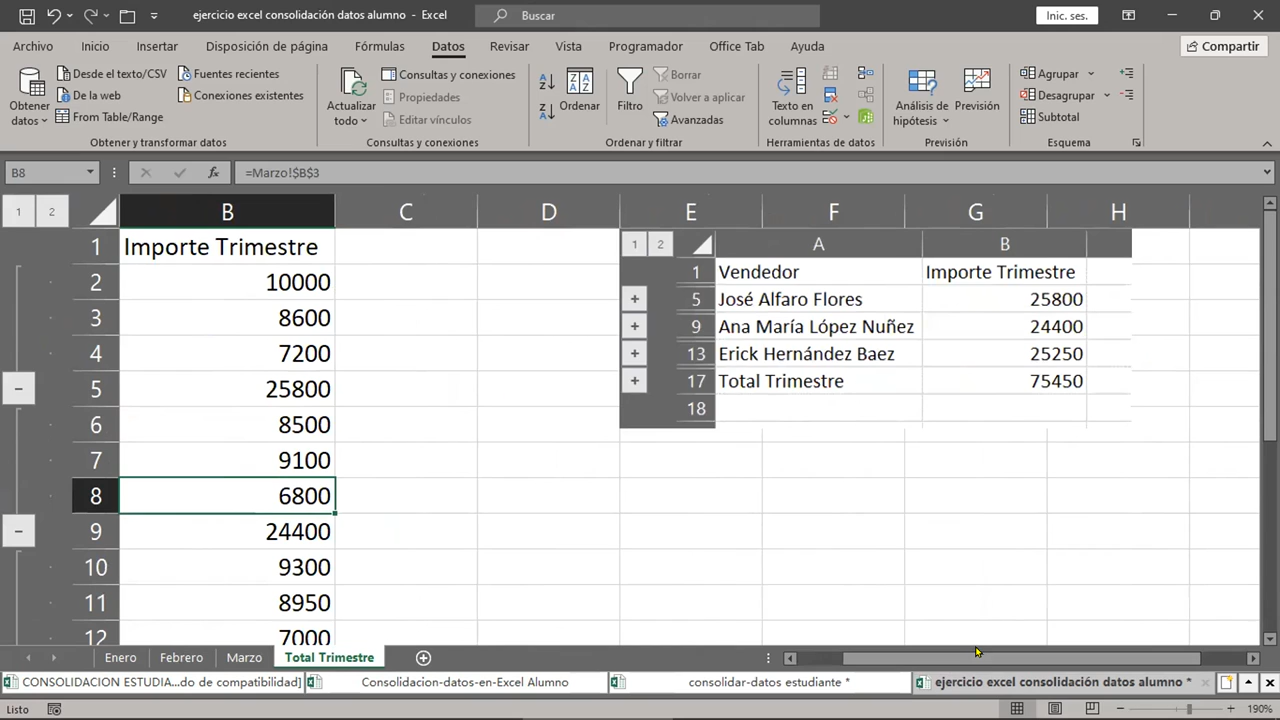 ejercicio excel consolidación datos alumno - Excel
Buscar
Inic. ses.
Archivo Inicio Insertar Disposición de página Fórmulas Datos Revisar Vista Programador Office Tab Ayuda
Compartir
Obtener datos
Desde el texto/CSV
De la web
From Table/Range
Fuentes recientes
Conexiones existentes
Obtener y transformar datos
Actualizar todo
Consultas y conexiones
Propiedades
Editar vínculos
Consultas y conexiones
A Z
Z A
Z A A Z
Ordenar
Filtro
Borrar
Volver a aplicar
Avanzadas
Ordenar y filtrar
Texto en columnas
Herramientas de datos
Análisis de hipótesis
Previsión
Previsión
Agrupar
Desagrupar
Subtotal
Esquema
B8
fx
=Marzo!$B$3
1 2 B C D E F G H
1 Importe Trimestre
2 10000
3 8600
4 7200
5 25800
6 8500
7 9100
8 6800
9 24400
10 9300
11 8950
12 7000
1 2 A B
1 Vendedor Importe Trimestre
5 José Alfaro Flores 25800
9 Ana María López Nuñez 24400
13 Erick Hernández Baez 25250
17 Total Trimestre 75450
18
Enero Febrero Marzo Total Trimestre
CONSOLIDACION ESTUDIA...do de compatibilidad] Consolidacion-datos-en-Excel Alumno consolidar-datos estudiante * ejercicio excel consolidación datos alumno *
Listo
190%